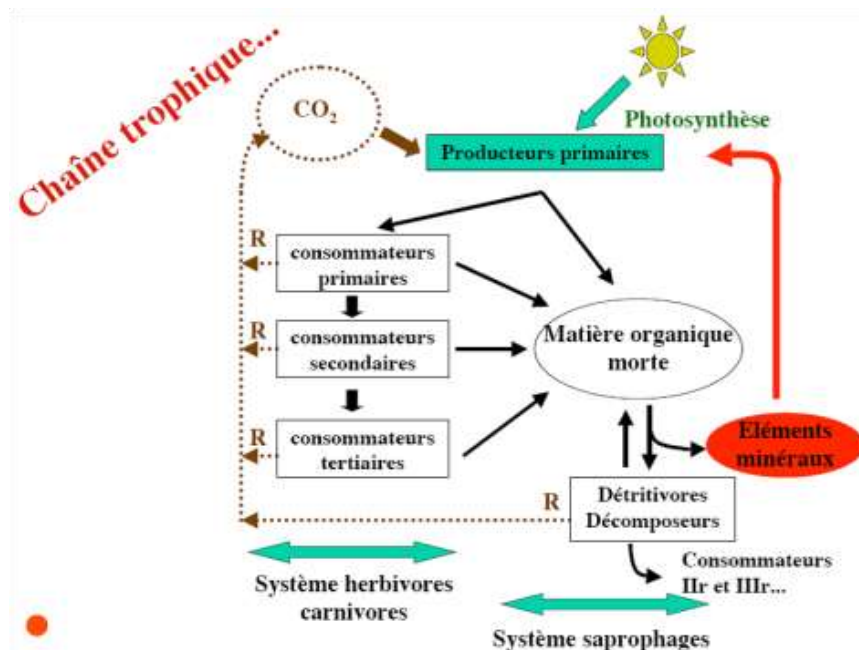 Chaîne trophique...
CO₂
Photosynthèse
Producteurs primaires
R
consommateurs
primaires
R
consommateurs
secondaires
Matière organique
morte
R
consommateurs
tertiaires
Eléments
minéraux
R
Détritivores
Décomposeurs
Consommateurs
IIr et IIIr...
Système herbivores
carnivores
Système saprophages